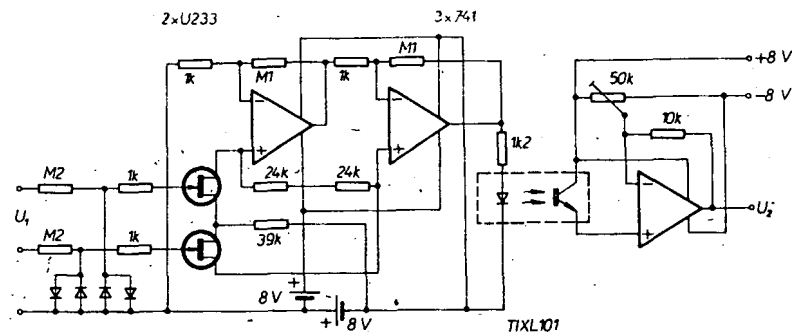 2xU233
3x741
1k
M1
1k
M1
+8 V
50k
-8 V
10k
1k2
M2
1k
24k
24k
U₁
M2
1k
39k
U₂
+
8 V
+
8 V
TIXL101